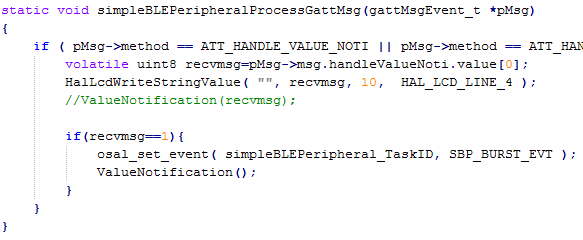 static void simpleBLEPeripheralProcessGattMsg(gattMsgEvent_t *pMsg)
{
if ( pMsg->method == ATT_HANDLE_VALUE_NOTI || pMsg->method == ATT_HAN
volatile uint8 recvmsg=pMsg->msg.handleValueNoti.value[0];
HalLcdWriteStringValue( "", recvmsg, 10,  HAL_LCD_LINE_4 );
//ValueNotification(recvmsg);
if(recvmsg==1){
osal_set_event( simpleBLEPeripheral_TaskID, SBP_BURST_EVT );
ValueNotification();
}
}
}